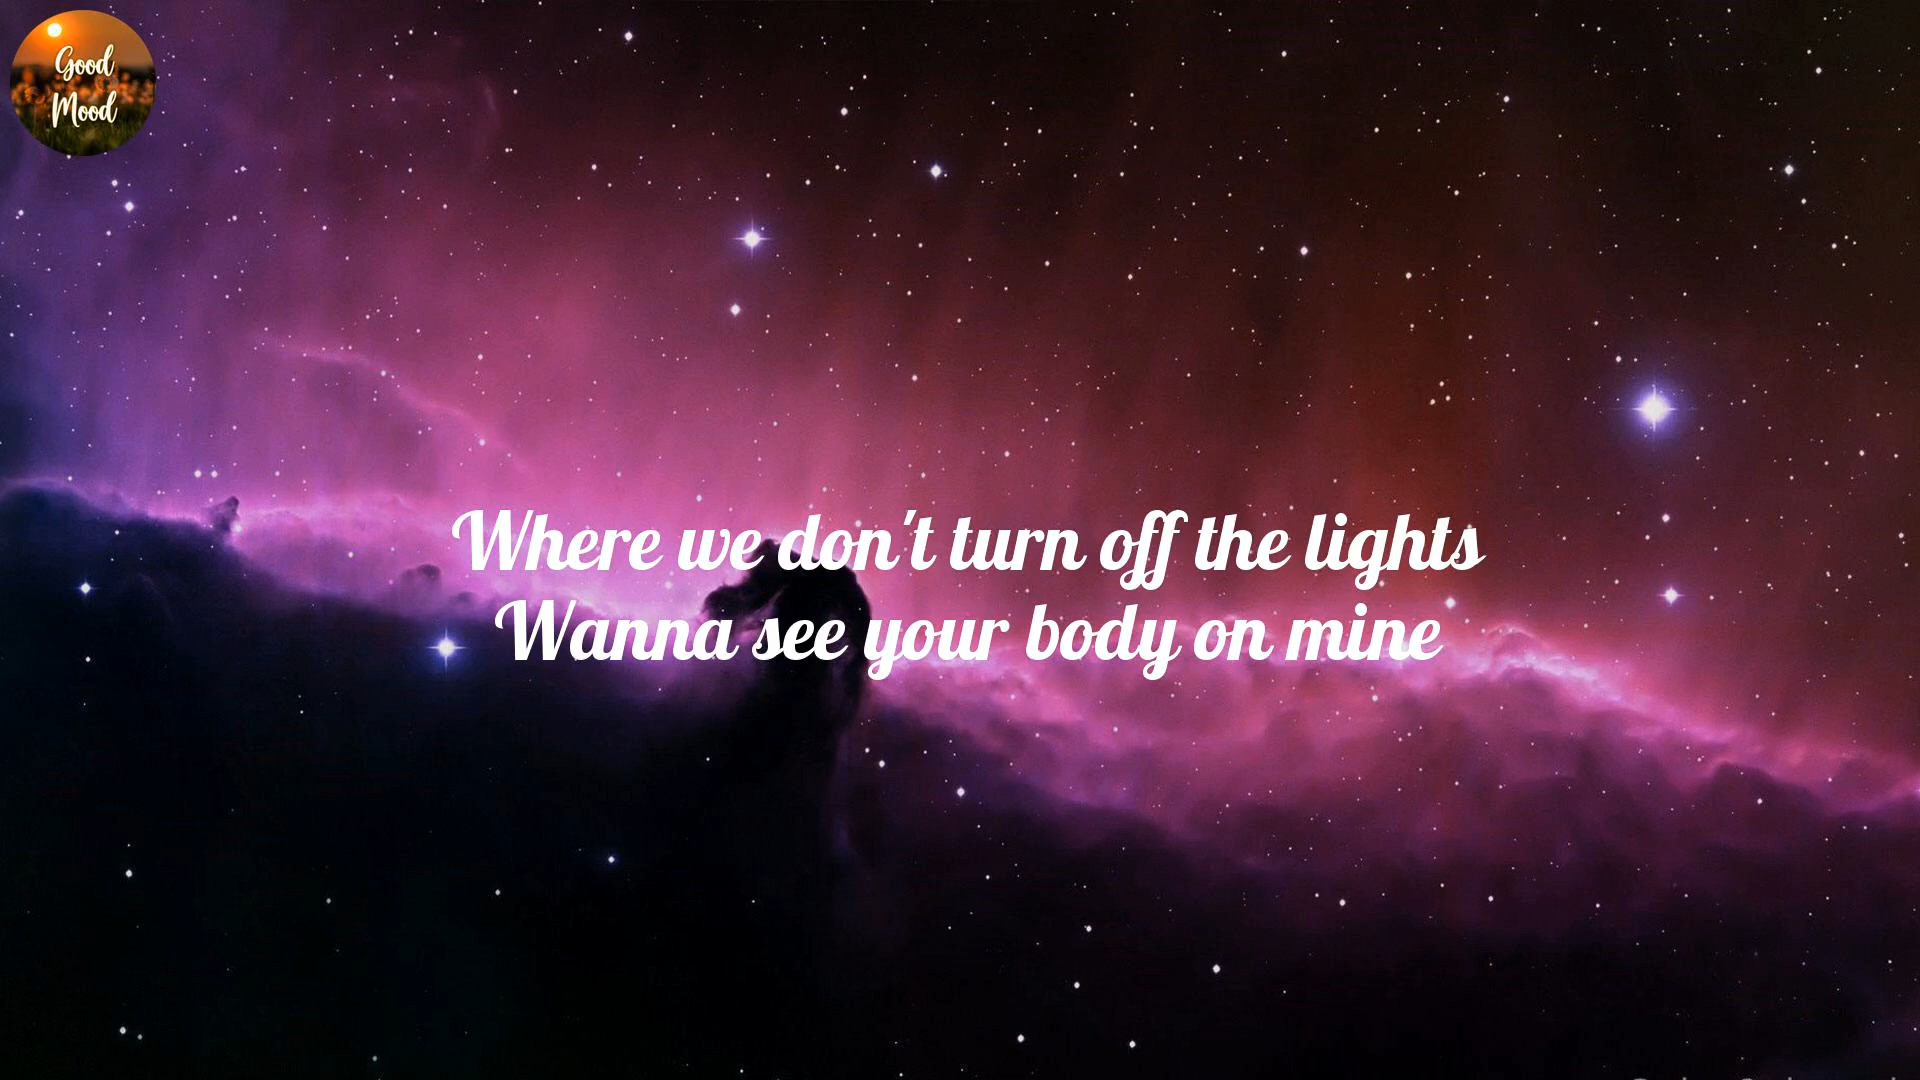 Good
Mood
Where we don't turn off the lights
Wanna see your body on mine